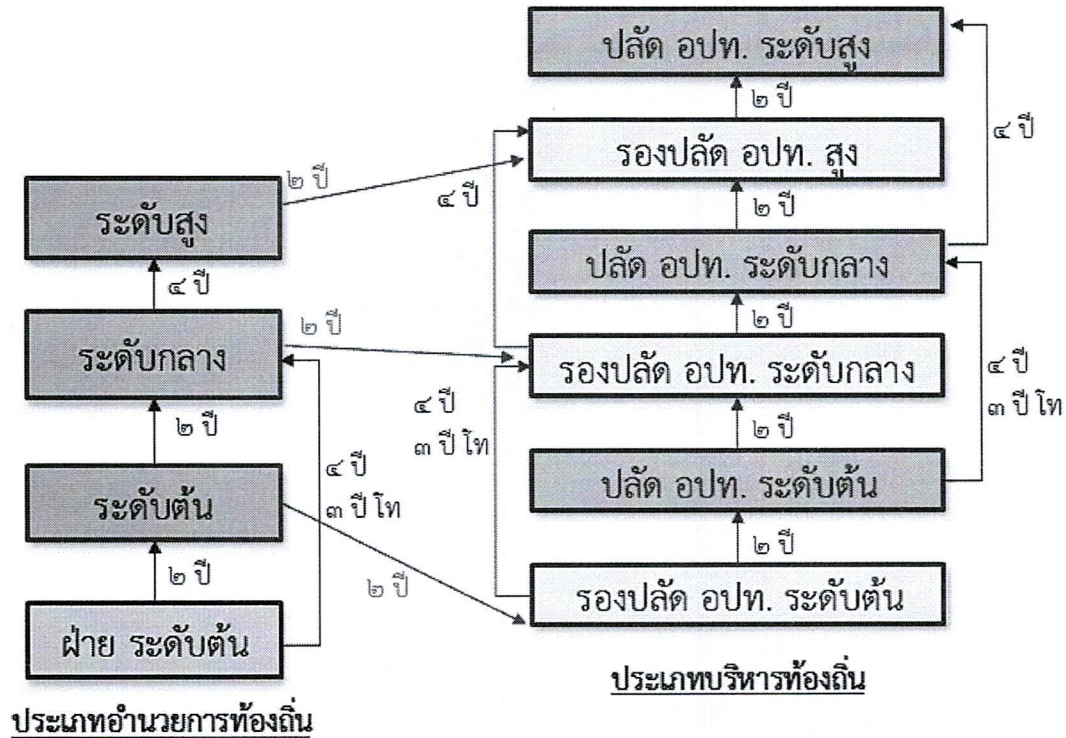 ปลัด อปท. ระดับสูง
๒ ปี
๔ ปี
รองปลัด อปท. สูง
๒ ปี
๔ ปี
ระดับสูง
๒ ปี
ปลัด อปท. ระดับกลาง
๔ ปี
๒ ปี
๒ ปี
ระดับกลาง
รองปลัด อปท. ระดับกลาง
๔ ปี
๓ ปี โท
๔ ปี
๓ ปี โท
๒ ปี
๒ ปี
๔ ปี
๓ ปี โท
ระดับต้น
ปลัด อปท. ระดับต้น
๒ ปี
๒ ปี
๒ ปี
รองปลัด อปท. ระดับต้น
ฝ่าย ระดับต้น
ประเภทบริหารท้องถิ่น
ประเภทอำนวยการท้องถิ่น